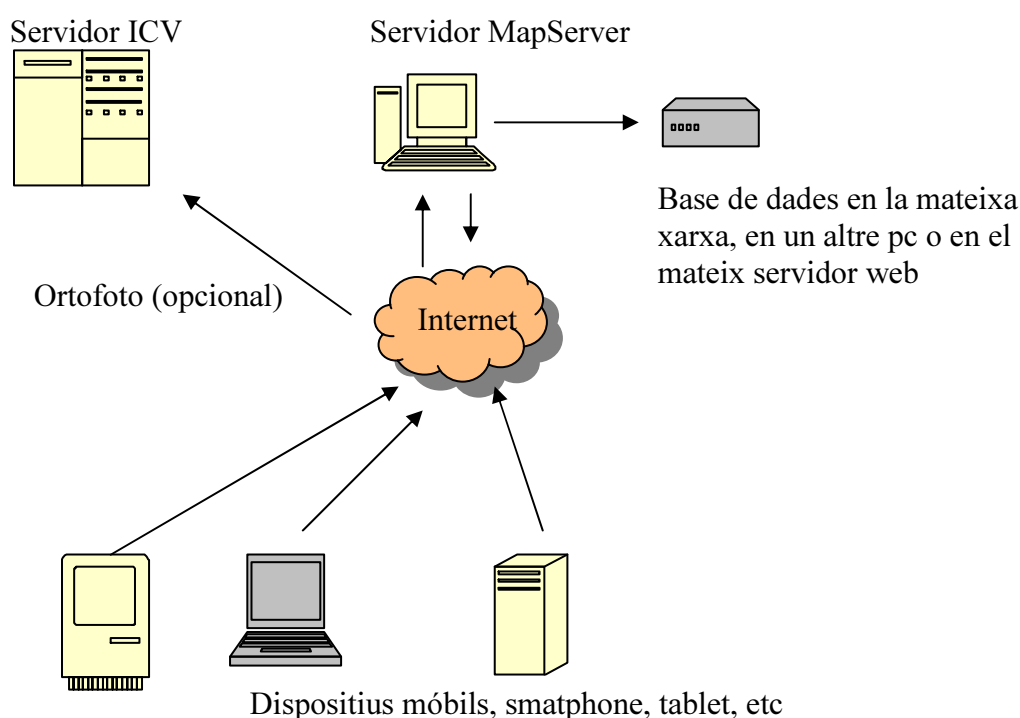 Servidor ICV
Servidor MapServer
Base de dades en la mateixa
xarxa, en un altre pc o en el
mateix servidor web
Ortofoto (opcional)
Internet
Dispositius móbils, smatphone, tablet, etc